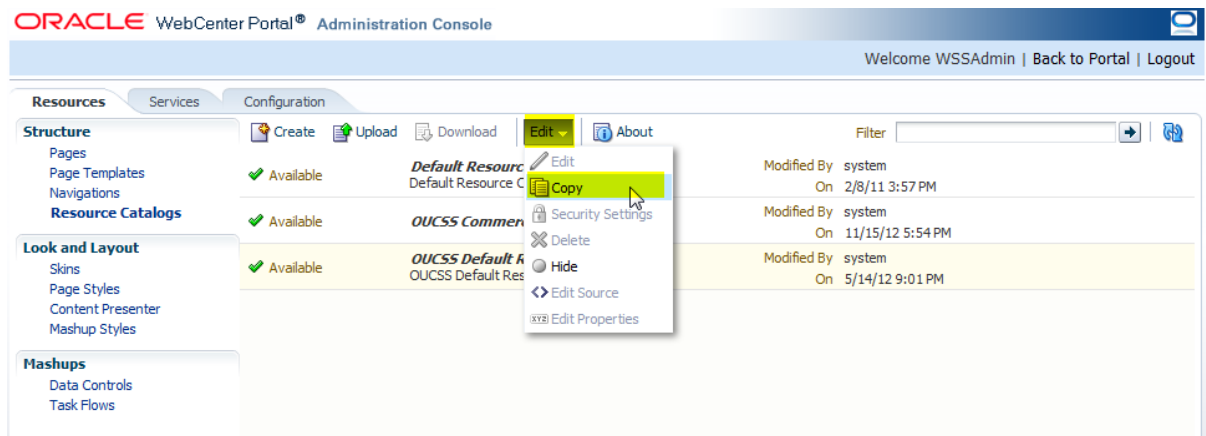 ORACLE WebCenter Portal® Administration Console
Welcome WSSAdmin | Back to Portal | Logout
Resources Services Configuration
Structure
Pages
Page Templates
Navigations
Resource Catalogs
Look and Layout
Skins
Page Styles
Content Presenter
Mashup Styles
Mashups
Data Controls
Task Flows
Create Upload Download Edit About Filter
Available Default Resourc Modified By system
Default Resource C On 2/8/11 3:57 PM
Available OUCSS Commer Modified By system
On 11/15/12 5:54 PM
Available OUCSS Default R Modified By system
OUCSS Default Res On 5/14/12 9:01 PM
Edit
Copy
Security Settings
Delete
Hide
Edit Source
XYZ Edit Properties